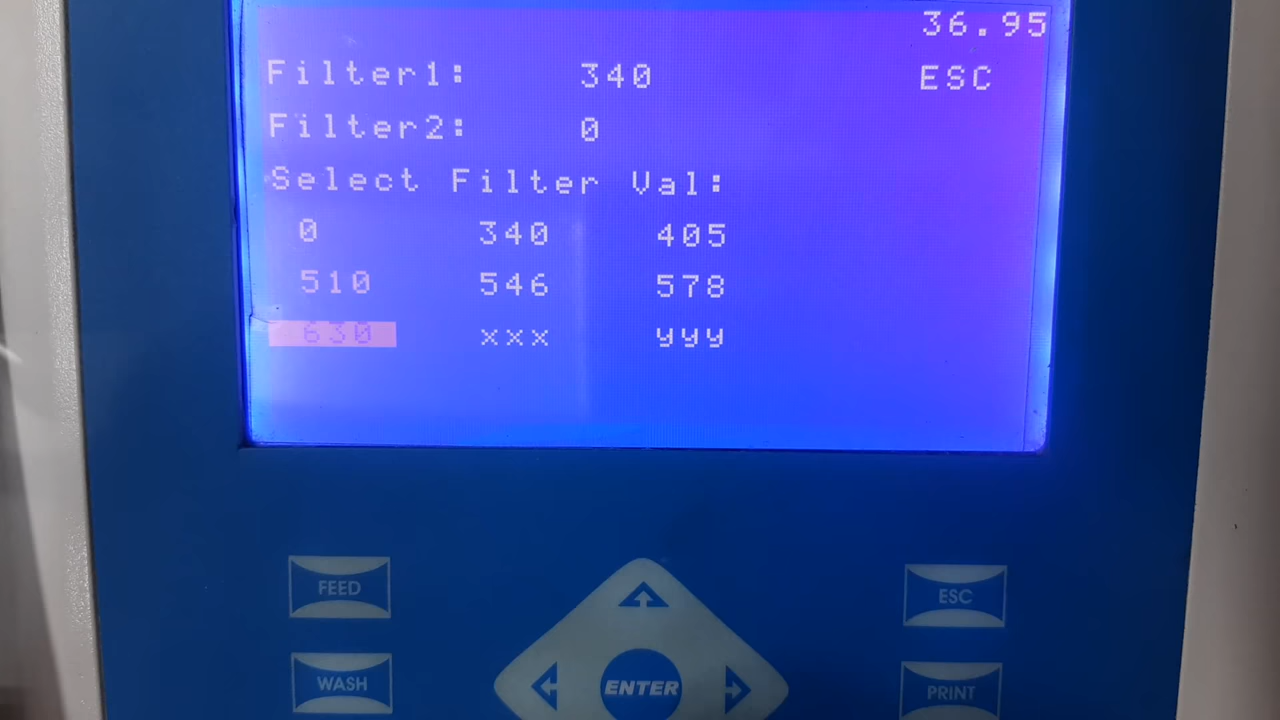 36.95
Filter1: 340 ESC
Filter2: 0
Select Filter Val:
0 340 405
510 546 578
630 xxx yyy
FEED ESC
WASH ENTER PRINT